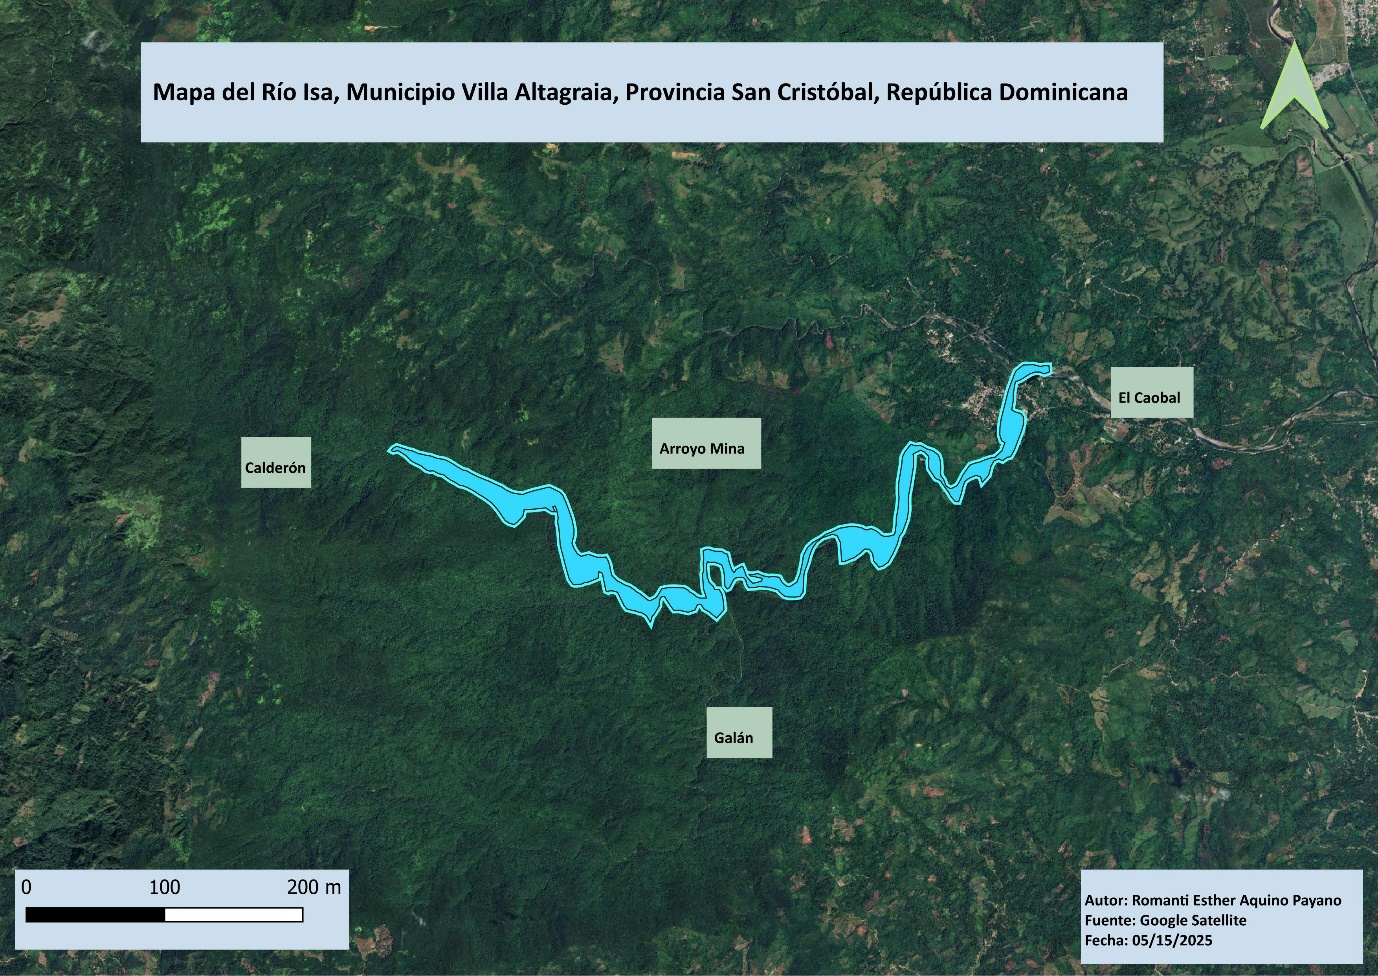 Mapa del Río Isa, Municipio Villa Altagraia, Provincia San Cristóbal, República Dominicana
El Caobal
Arroyo Mina
Calderón
Galán
0 100 200 m
Autor: Romanti Esther Aquino Payano
Fuente: Google Satellite
Fecha: 05/15/2025